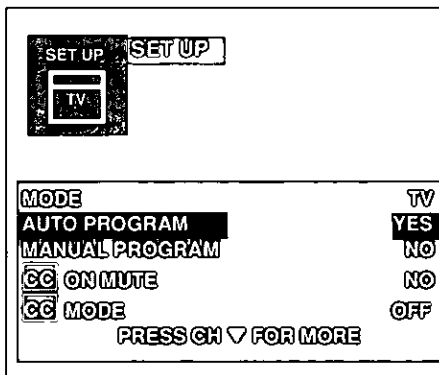 SET UP
TV
SET UP
MODE TV
AUTO PROGRAM YES
MANUAL PROGRAM NO
CC ON MUTE NO
CC MODE OFF
PRESS CH ▽ FOR MORE